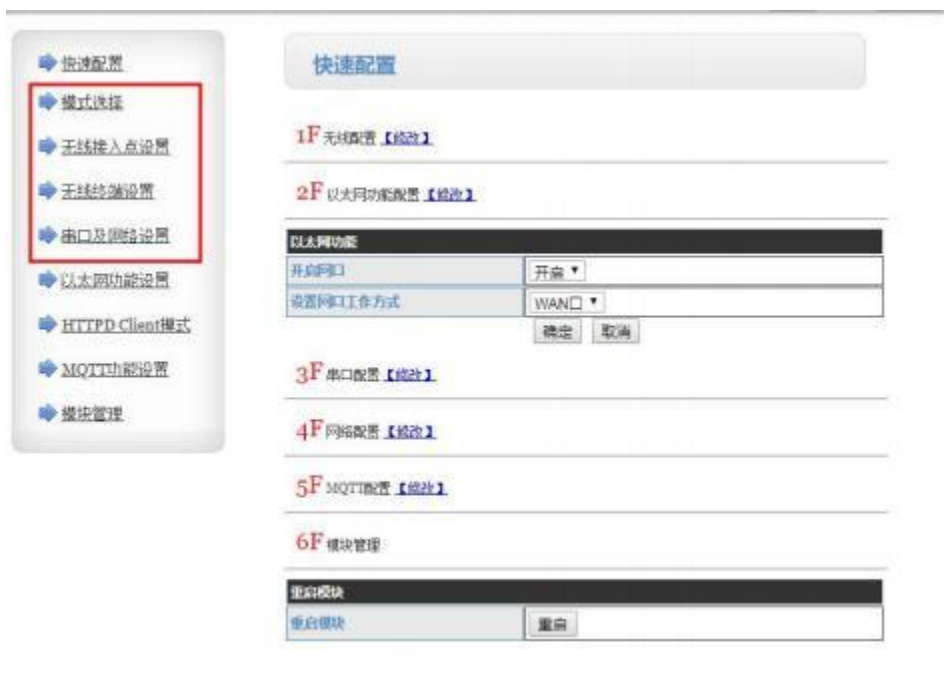 快速配置
模式选择
无线接入点设置
无线终端设置
串口及网络设置
以太网功能设置
HTTPD Client模式
MQTT功能设置
模块管理
快速配置
1F 无线配置 【修改】
2F 以太网功能配置 【修改】
以太网功能
开启网口 开启
设置网口工作方式 WAN口
确定 取消
3F 串口配置 【修改】
4F 网络配置 【修改】
5F MQTT配置 【修改】
6F 模块管理
重启模块
重启模块 重启